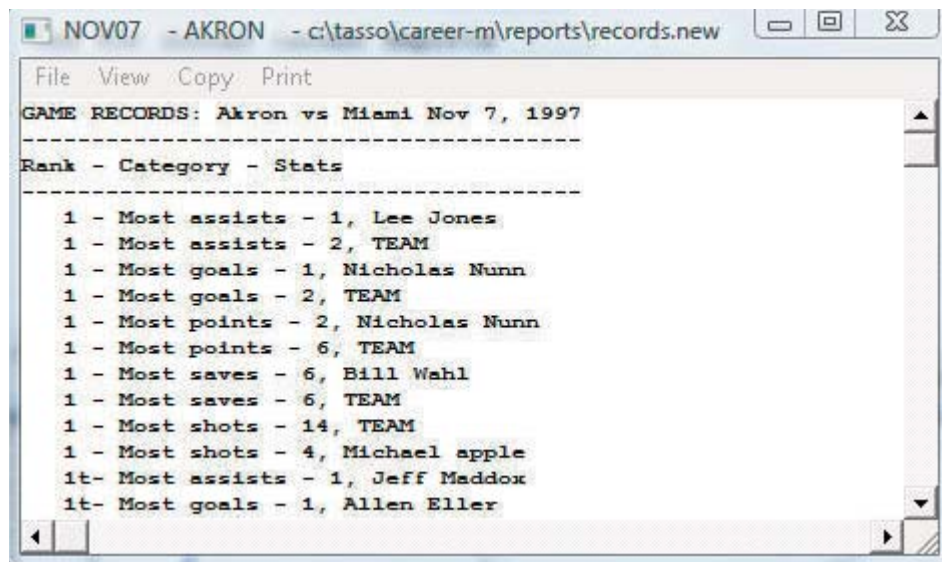 NOV07 - AKRON - c:\tasso\career-m\reports\records.new
File View Copy Print
GAME RECORDS: Akron vs Miami Nov 7, 1997
-------------------------------------------
Rank - Category - Stats
-------------------------------------------
1 - Most assists - 1, Lee Jones
1 - Most assists - 2, TEAM
1 - Most goals - 1, Nicholas Nunn
1 - Most goals - 2, TEAM
1 - Most points - 2, Nicholas Nunn
1 - Most points - 6, TEAM
1 - Most saves - 6, Bill Wahl
1 - Most saves - 6, TEAM
1 - Most shots - 14, TEAM
1 - Most shots - 4, Michael apple
1t- Most assists - 1, Jeff Maddox
1t- Most goals - 1, Allen Eller